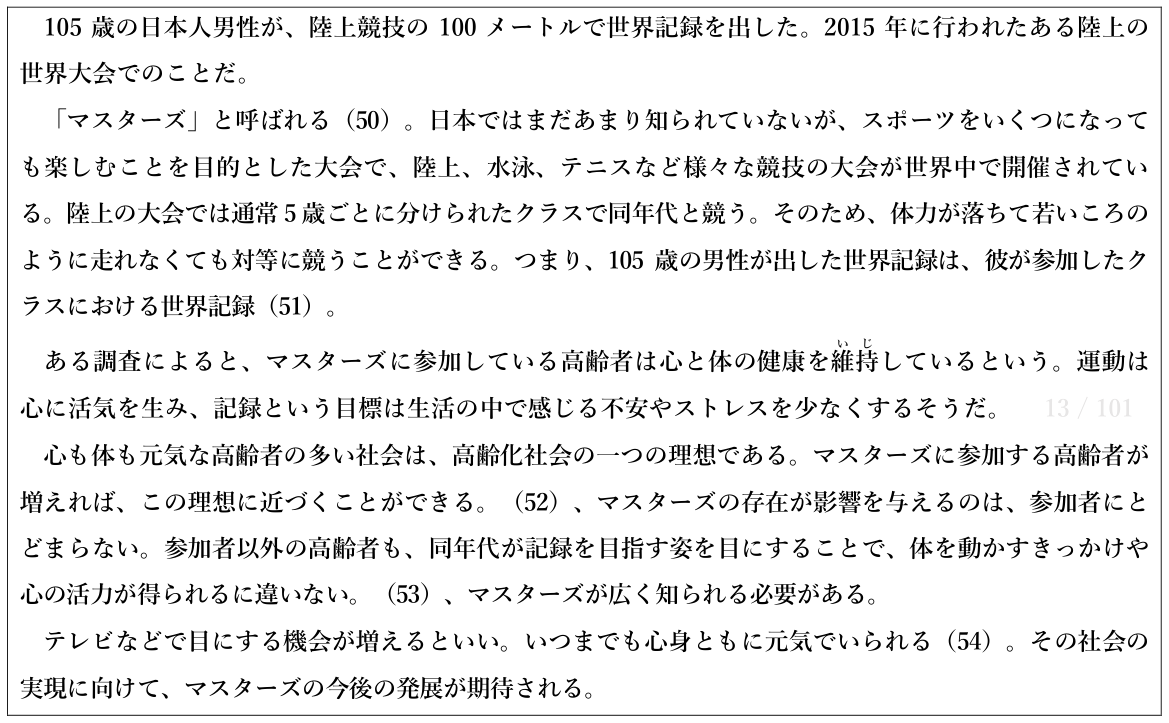 105 歳の日本人男性が、陸上競技の 100 メートルで世界記録を出した。2015 年に行われたある陸上の
世界大会でのことだ。
「マスターズ」と呼ばれる（50）。日本ではまだあまり知られていないが、スポーツをいくつになって
も楽しむことを目的とした大会で、陸上、水泳、テニスなど様々な競技の大会が世界中で開催されてい
る。陸上の大会では通常 5 歳ごとに分けられたクラスで同年代と競う。そのため、体力が落ちて若いころの
ように走れなくても対等に競うことができる。つまり、105 歳の男性が出した世界記録は、彼が参加したク
ラスにおける世界記録（51）。
いじ
ある調査によると、マスターズに参加している高齢者は心と体の健康を維持しているという。運動は
心に活気を生み、記録という目標は生活の中で感じる不安やストレスを少なくするそうだ。 13 / 101
心も体も元気な高齢者の多い社会は、高齢化社会の一つの理想である。マスターズに参加する高齢者が
増えれば、この理想に近づくことができる。（52）、マスターズの存在が影響を与えるのは、参加者にと
どまらない。参加者以外の高齢者も、同年代が記録を目指す姿を目にすることで、体を動かすきっかけや
心の活力が得られるに違いない。（53）、マスターズが広く知られる必要がある。
テレビなどで目にする機会が増えるといい。いつまでも心身ともに元気でいられる（54）。その社会の
実現に向けて、マスターズの今後の発展が期待される。